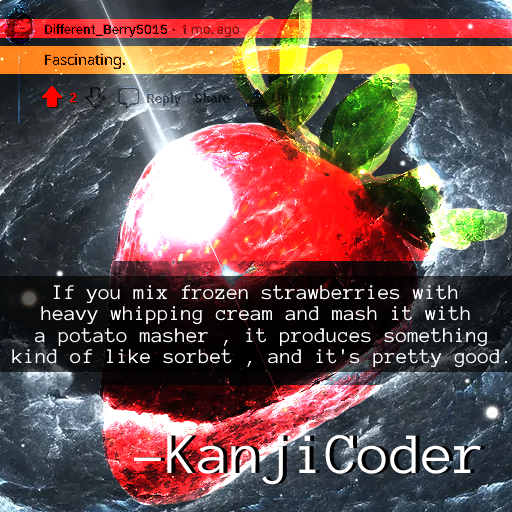 Different_Berry5015 · 1 mo. ago
Fascinating.
2 Reply Share
If you mix frozen strawberries with
heavy whipping cream and mash it with
a potato masher , it produces something
kind of like sorbet , and it's pretty good.
—KanjiCoder